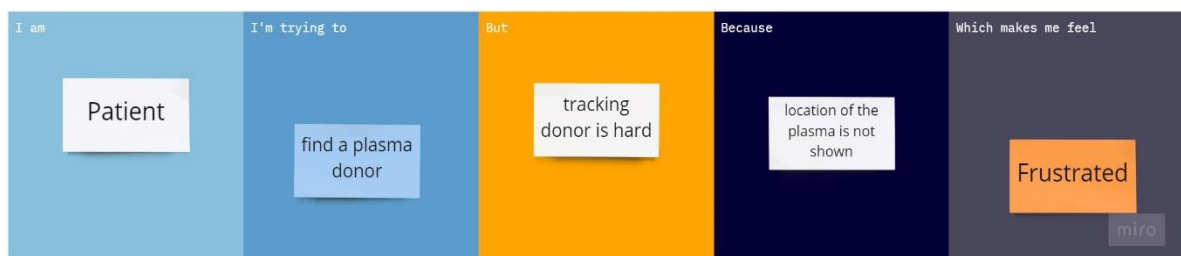 I am
Patient
I'm trying to
find a plasma
donor
But
tracking
donor is hard
Because
location of the
plasma is not
shown
Which makes me feel
Frustrated
miro